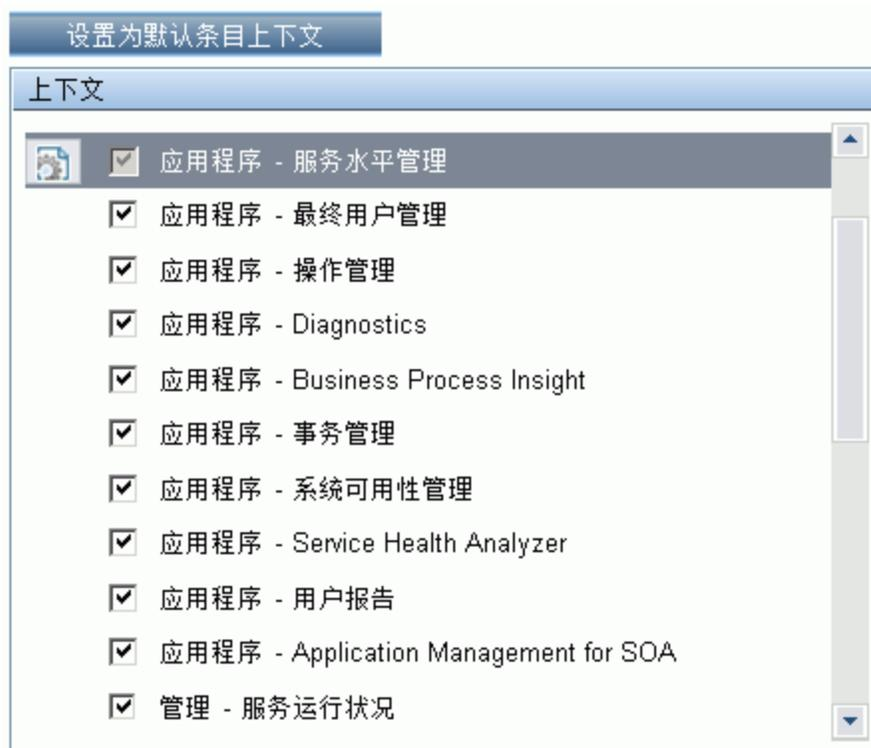 设置为默认条目上下文
上下文
应用程序 - 服务水平管理
应用程序 - 最终用户管理
应用程序 - 操作管理
应用程序 - Diagnostics
应用程序 - Business Process Insight
应用程序 - 事务管理
应用程序 - 系统可用性管理
应用程序 - Service Health Analyzer
应用程序 - 用户报告
应用程序 - Application Management for SOA
管理 - 服务运行状况